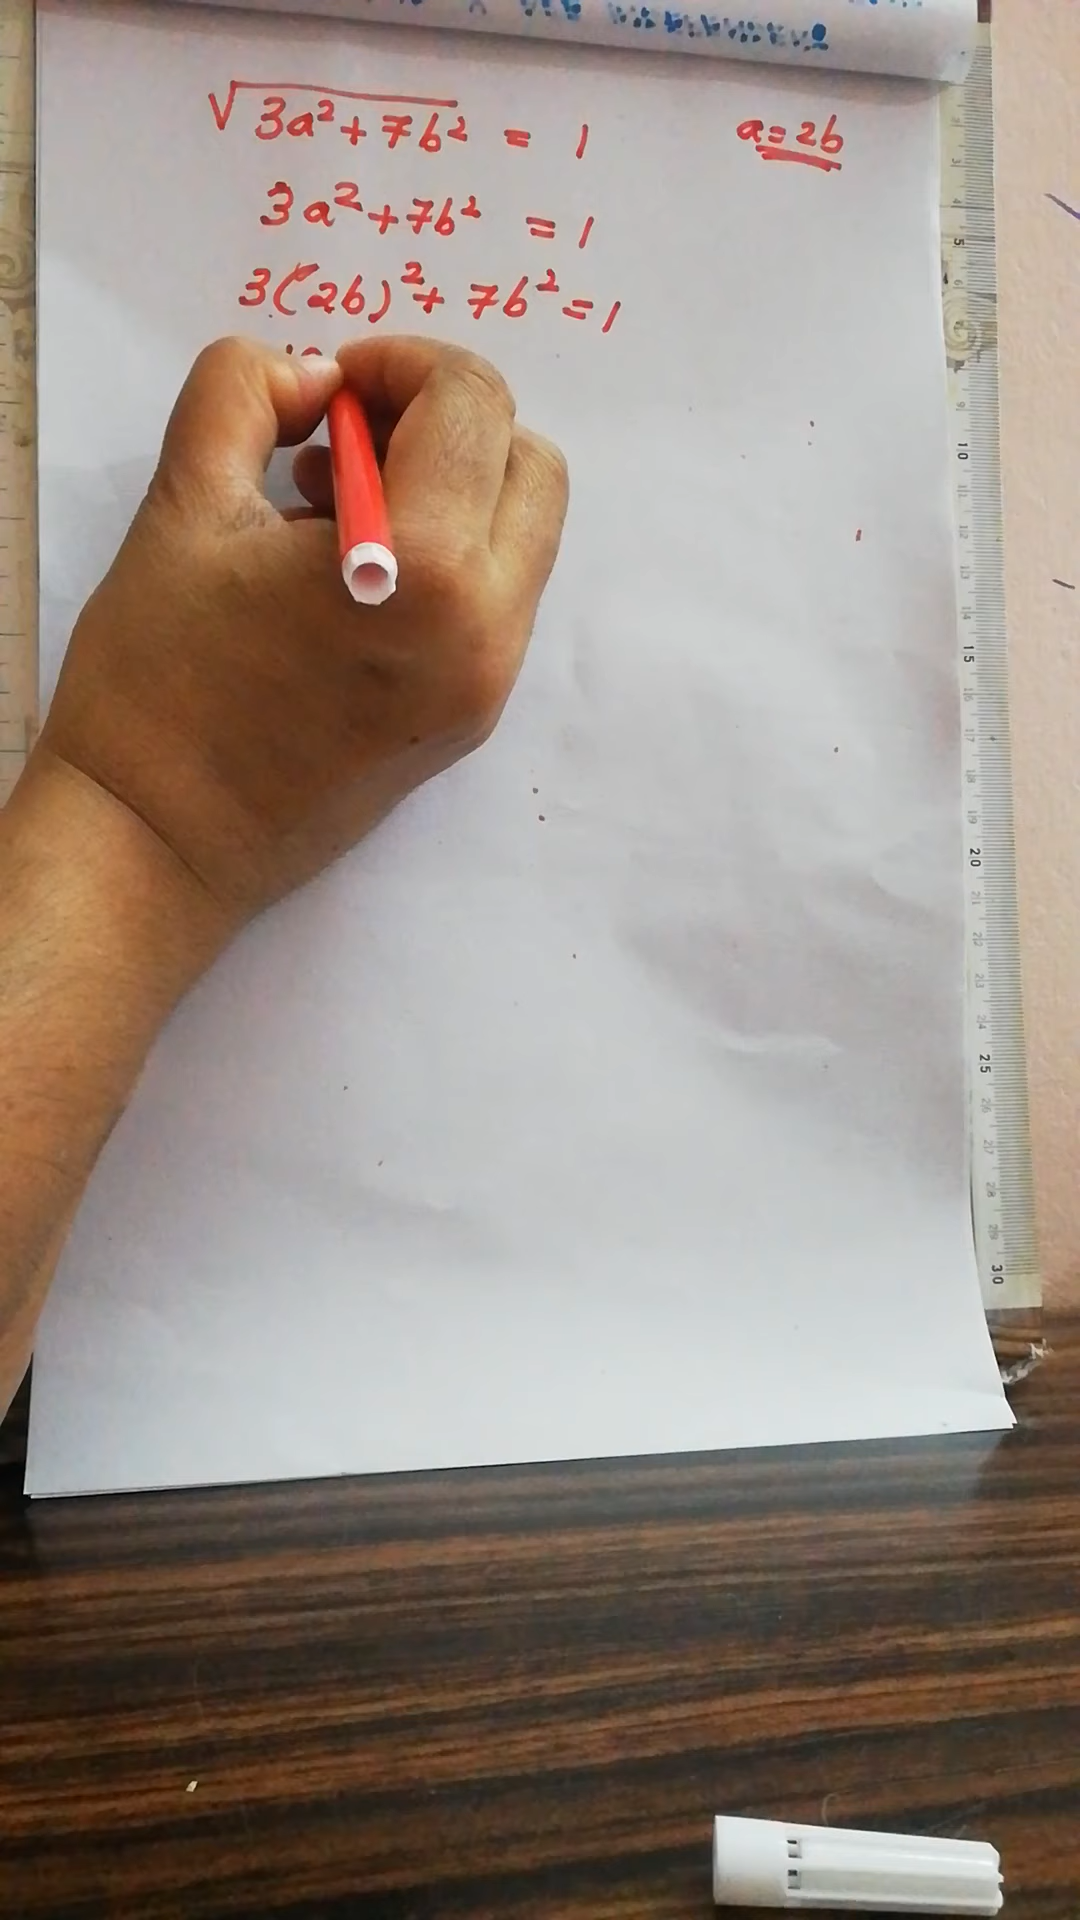 √3a²+7b² = 1
a=2b
3a²+7b² = 1
3(2b)²+ 7b²=1